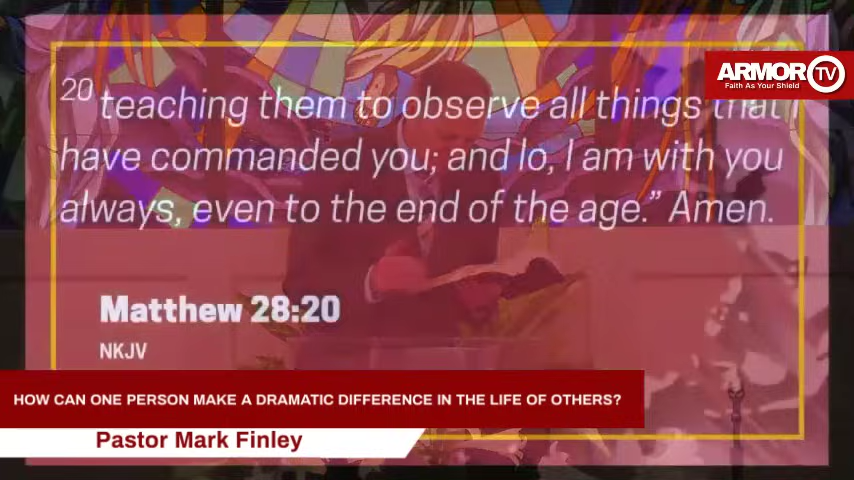 ARMOR TV
Faith As Your Shield
20 teaching them to observe all things that I
have commanded you; and lo, I am with you
always, even to the end of the age.” Amen.
Matthew 28:20
NKJV
HOW CAN ONE PERSON MAKE A DRAMATIC DIFFERENCE IN THE LIFE OF OTHERS?
Pastor Mark Finley